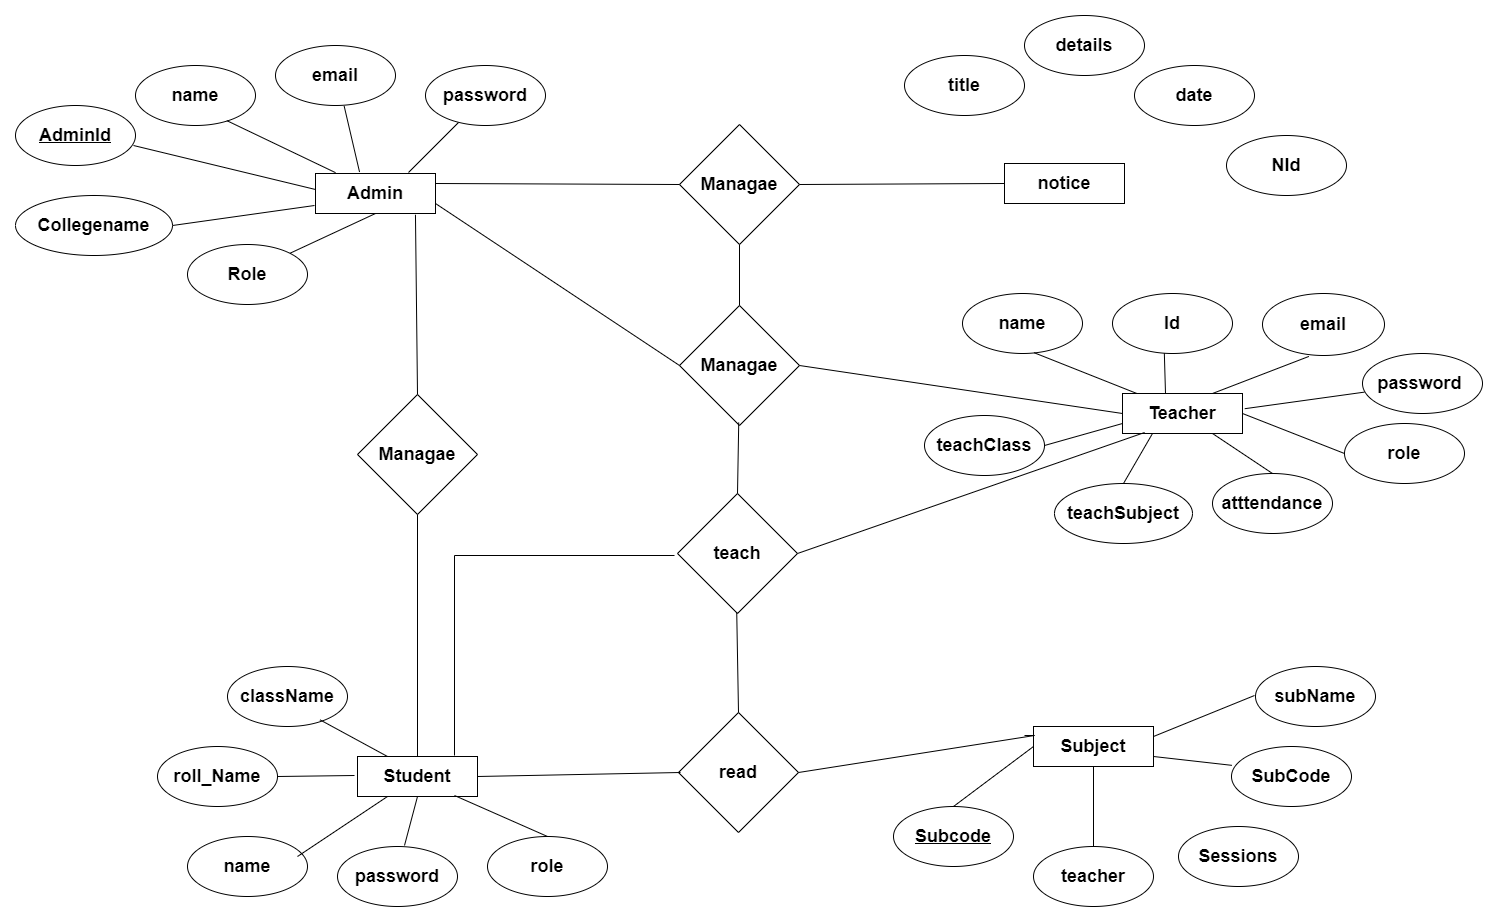 details
title
date
email
name
password
AdminId
NId
Managae
notice
Admin
Collegename
Role
name
Id
email
Managae
password
Teacher
teachClass
role
Managae
atttendance
teachSubject
teach
className
subName
Subject
roll_Name
Student
read
SubCode
Subcode
Sessions
name
password
role
teacher